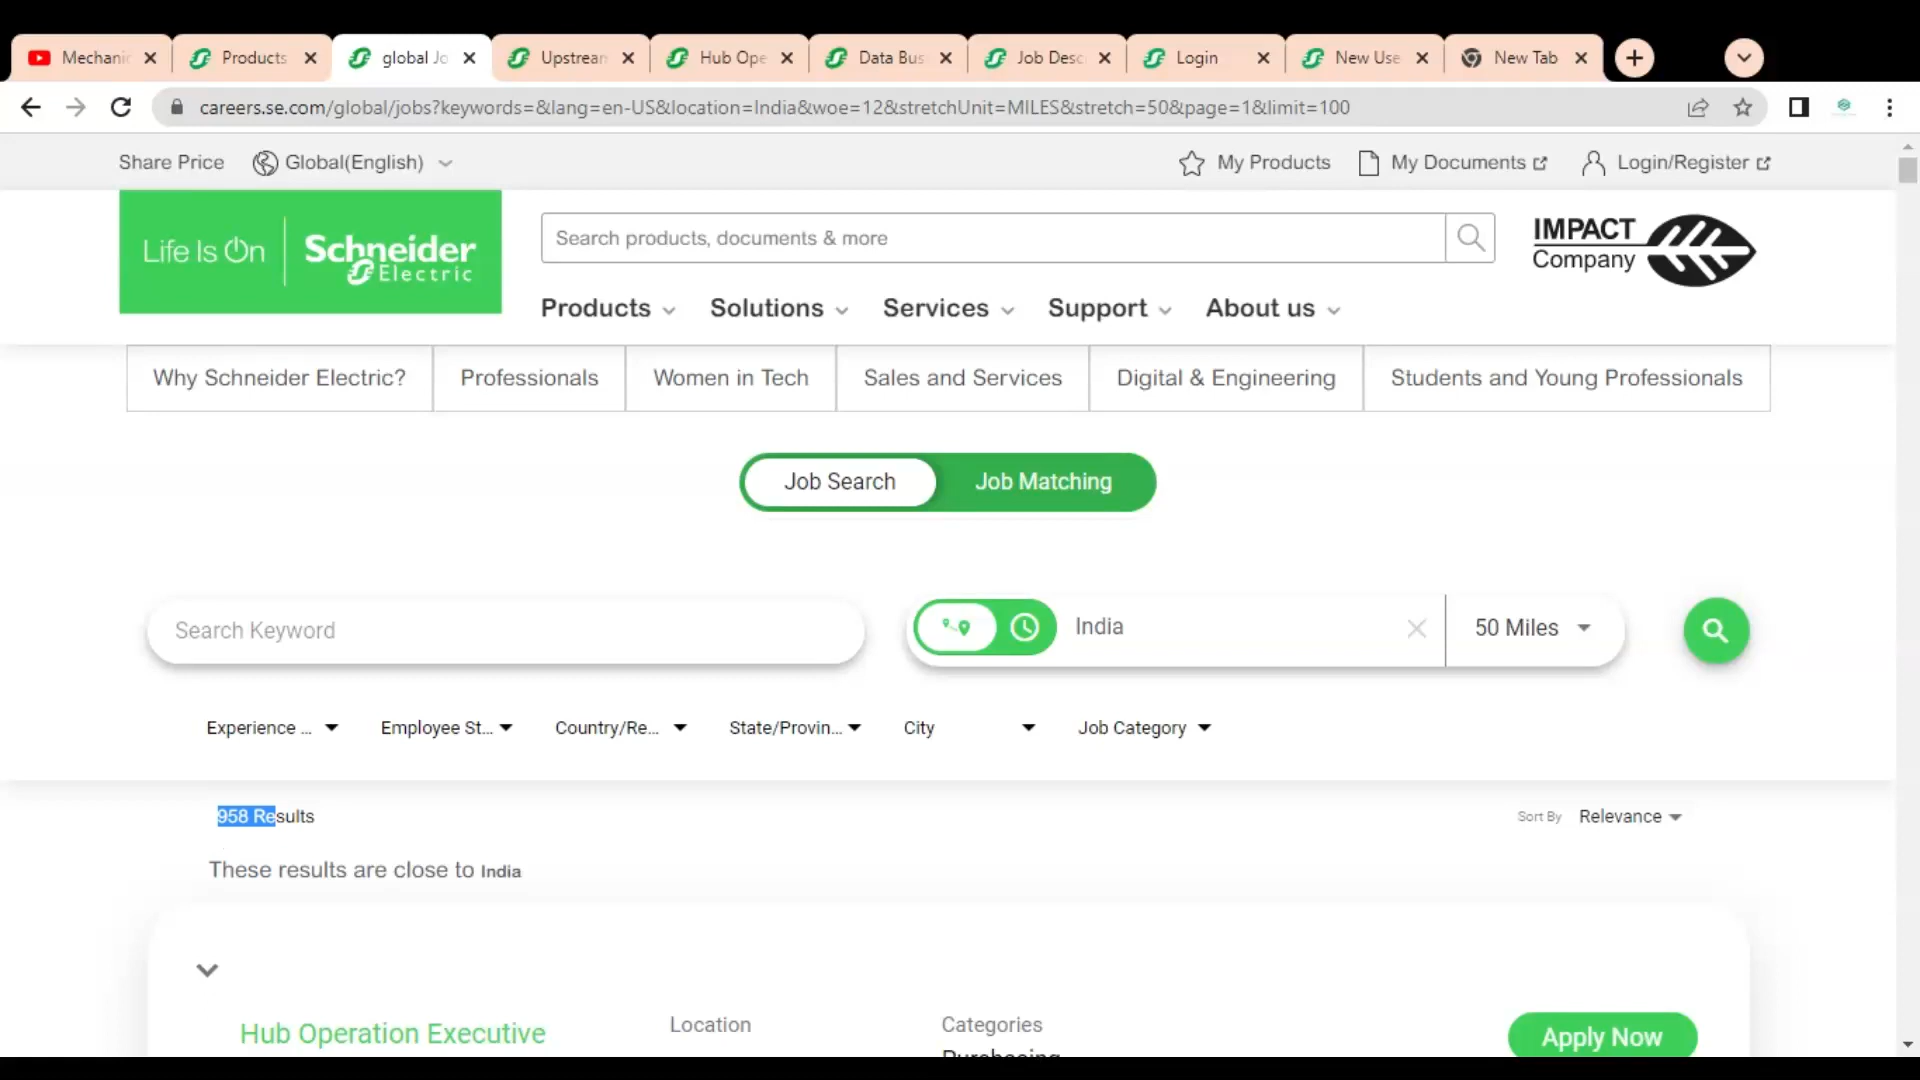 Mechani
Products
global Jo
Upstrean
Hub Ope
Data Bus
Job Desc
Login
New Use
New Tab
careers.se.com/global/jobs?keywords=&lang=en-US&location=India&woe=12&stretchUnit=MILES&stretch=50&page=1&limit=100
Share Price
Global(English)
My Products
My Documents
Login/Register
Life Is On
Schneider
Electric
Search products, documents & more
IMPACT
Company
Products
Solutions
Services
Support
About us
Why Schneider Electric?
Professionals
Women in Tech
Sales and Services
Digital & Engineering
Students and Young Professionals
Job Search
Job Matching
Search Keyword
India
50 Miles
Experience ...
Employee St...
Country/Re...
State/Provin...
City
Job Category
958 Results
Sort By
Relevance
These results are close to India
Hub Operation Executive
Location
Categories
Purchasing
Apply Now